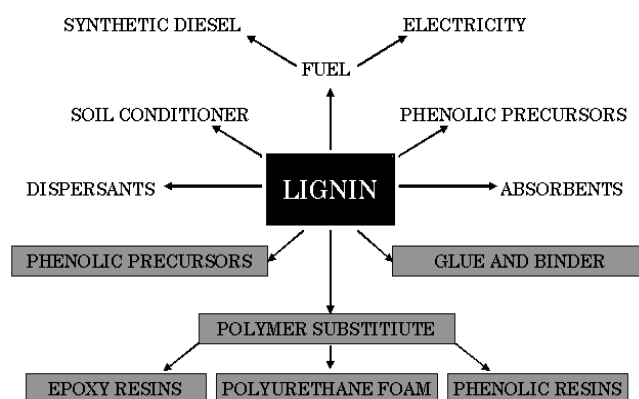 SYNTHETIC DIESEL
ELECTRICITY
FUEL
SOIL CONDITIONER
PHENOLIC PRECURSORS
DISPERSANTS
LIGNIN
ABSORBENTS
PHENOLIC PRECURSORS
GLUE AND BINDER
POLYMER SUBSTITIUTE
EPOXY RESINS
POLYURETHANE FOAM
PHENOLIC RESINS